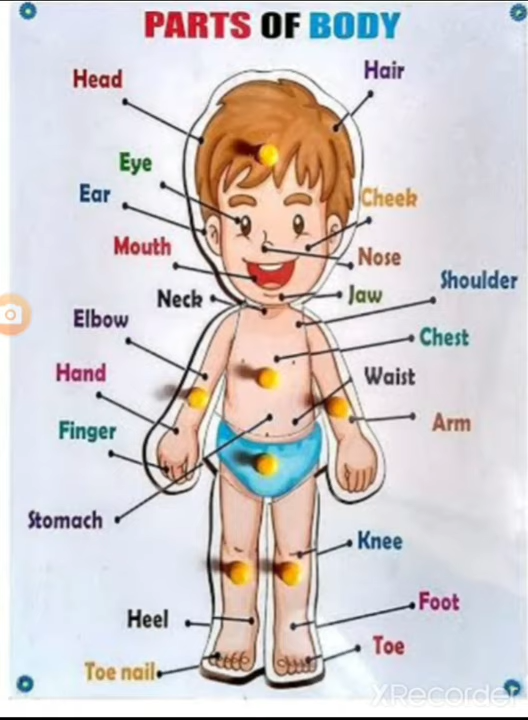 PARTS OF BODY
Head
Hair
Eye
Ear
Cheek
Mouth
Nose
Shoulder
Neck
Jaw
Elbow
Chest
Hand
Waist
Finger
Arm
Stomach
Knee
Heel
Foot
Toe
Toe nail
XRecorder